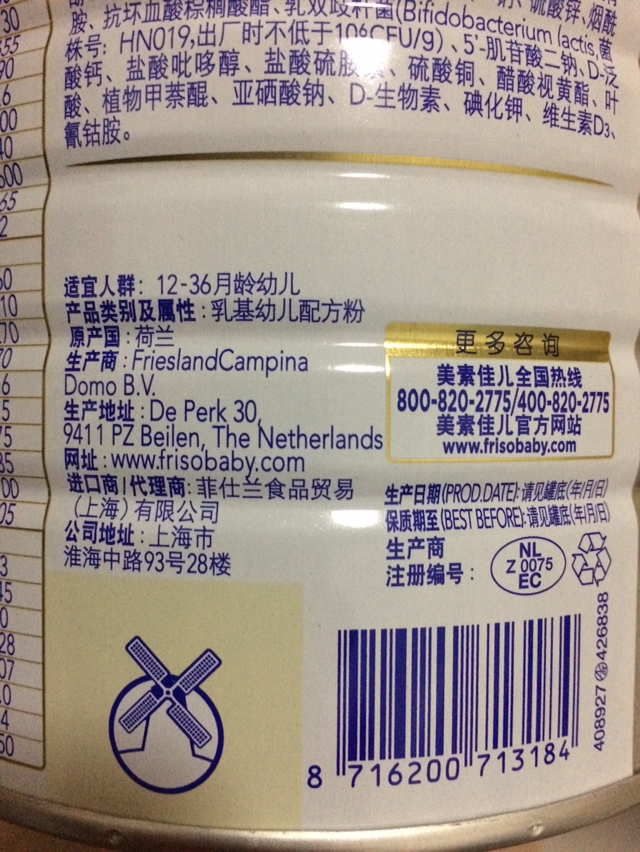 胺、抗坏血酸棕榈酸酯、乳双歧杆菌(Bifidobacterium lactis,菌
株号: HN019,出厂时不低于10⁶CFU/g)、5'-肌苷酸二钠、D-泛
酸钙、盐酸吡哆醇、盐酸硫胺素、硫酸铜、醋酸视黄酯、叶
酸、植物甲萘醌、亚硒酸钠、D-生物素、碘化钾、维生素D₃、
氰钴胺。
适宜人群: 12-36月龄幼儿
产品类别及属性:乳基幼儿配方粉
原产国:荷兰
生产商:FrieslandCampina
Domo B.V.
生产地址:De Perk 30,
9411 PZ Beilen, The Netherlands
网址:www.frisobaby.com
进口商/代理商:菲仕兰食品贸易
(上海)有限公司
公司地址:上海市
淮海中路93号28楼
更多咨询
美素佳儿全国热线
800-820-2775/400-820-2775
美素佳儿官方网站
www.frisobaby.com
生产日期(PROD.DATE):请见罐底(年/月/日)
保质期至(BEST BEFORE):请见罐底(年/月/日)
生产商
注册编号:
NL
Z 0075
EC
408927 426838
8 716200 713184